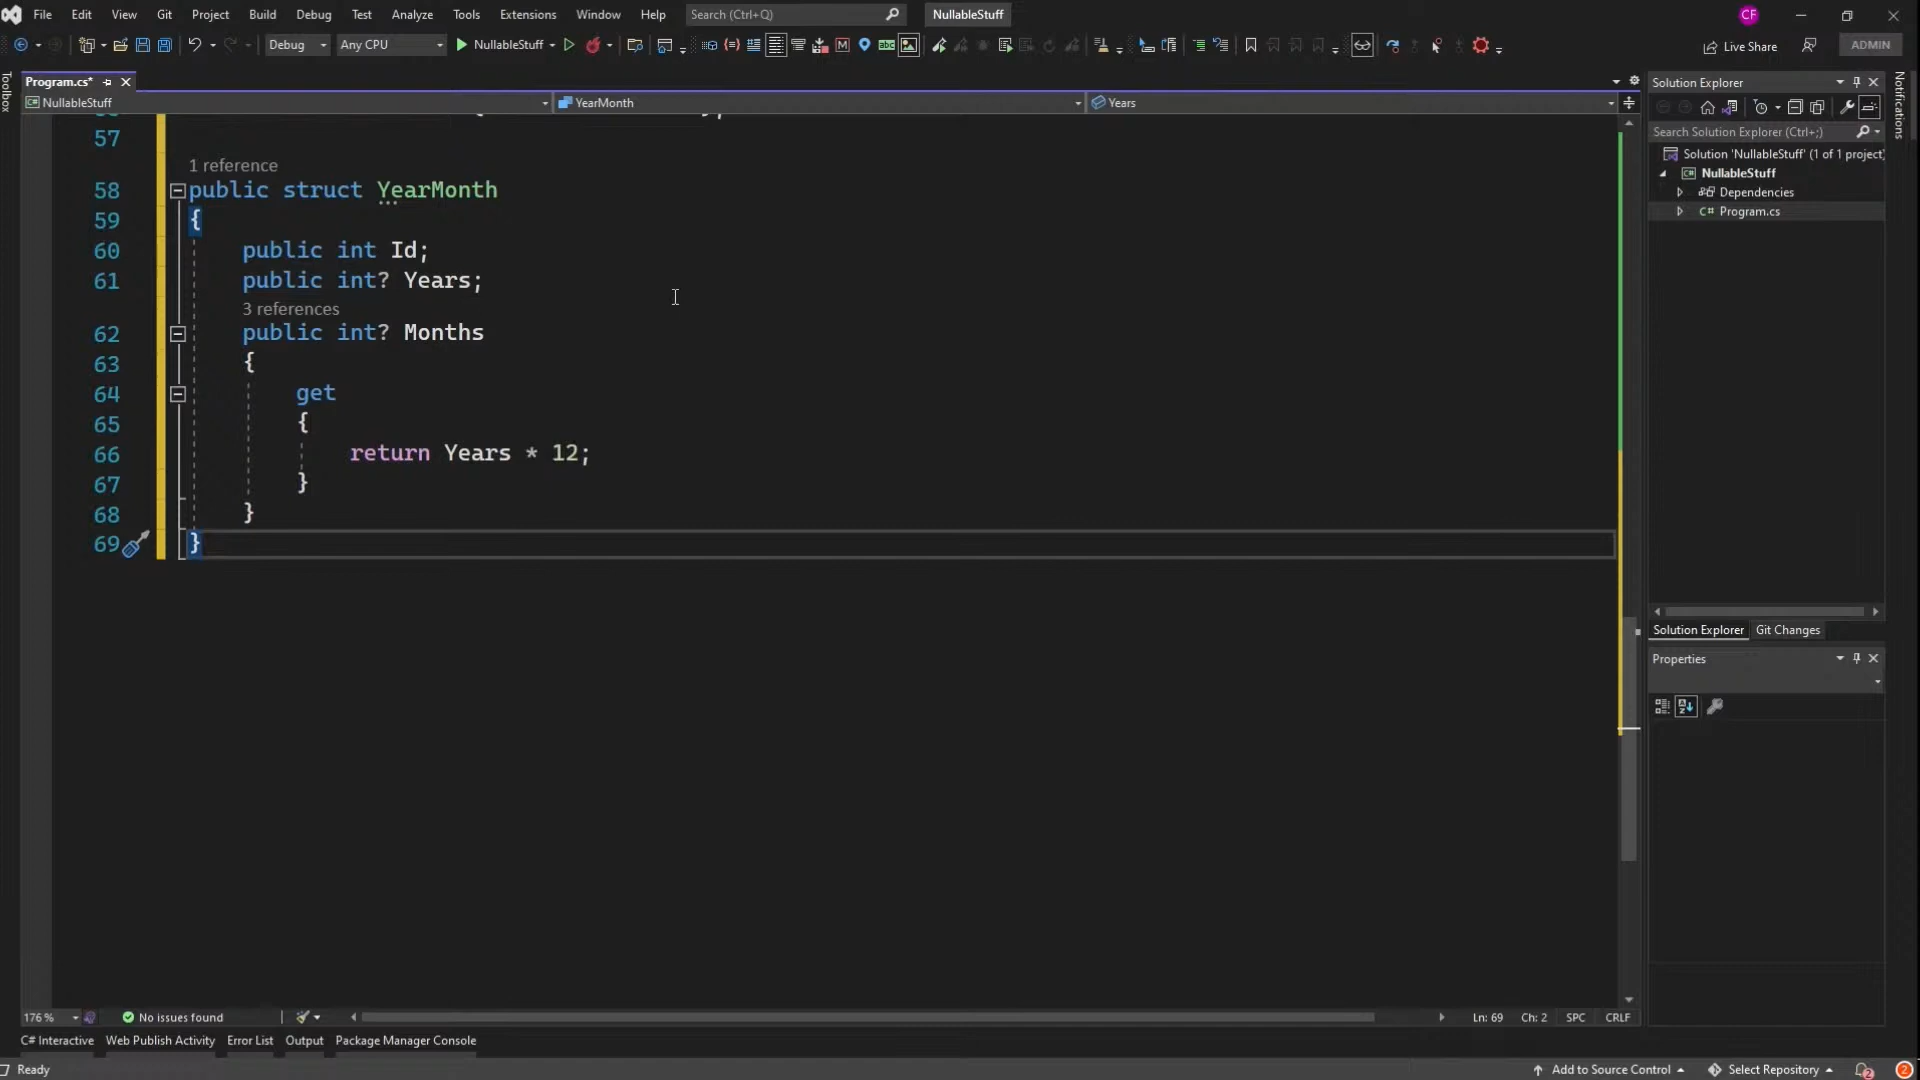 File Edit View Git Project Build Debug Test Analyze Tools Extensions Window Help Search (Ctrl+Q) NullableStuff CF
Debug Any CPU NullableStuff Live Share ADMIN
Toolbox
Program.cs*
NullableStuff YearMonth Years
57
1 reference
58 public struct YearMonth
59 {
60 public int Id;
61 public int? Years;
3 references
62 public int? Months
63 {
64 get
65 {
66 return Years * 12;
67 }
68 }
69 }
176 % No issues found Ln: 69 Ch: 2 SPC CRLF
C# Interactive Web Publish Activity Error List Output Package Manager Console
Ready Add to Source Control Select Repository 2 2
Solution Explorer
Search Solution Explorer (Ctrl+;)
Solution 'NullableStuff' (1 of 1 project)
NullableStuff
Dependencies
C# Program.cs
Solution Explorer Git Changes
Properties
Notifications